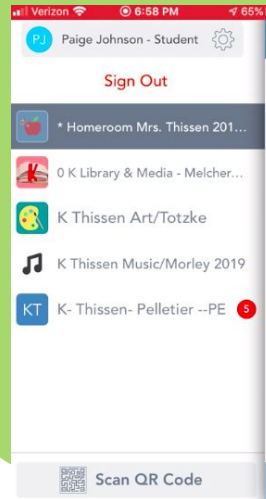 Verizon 6:58 PM 65%
PJ Paige Johnson - Student
Sign Out
* Homeroom Mrs. Thissen 201...
0 K Library & Media - Melcher...
K Thissen Art/Totzke
K Thissen Music/Morley 2019
KT K- Thissen- Pelletier --PE 5
Scan QR Code